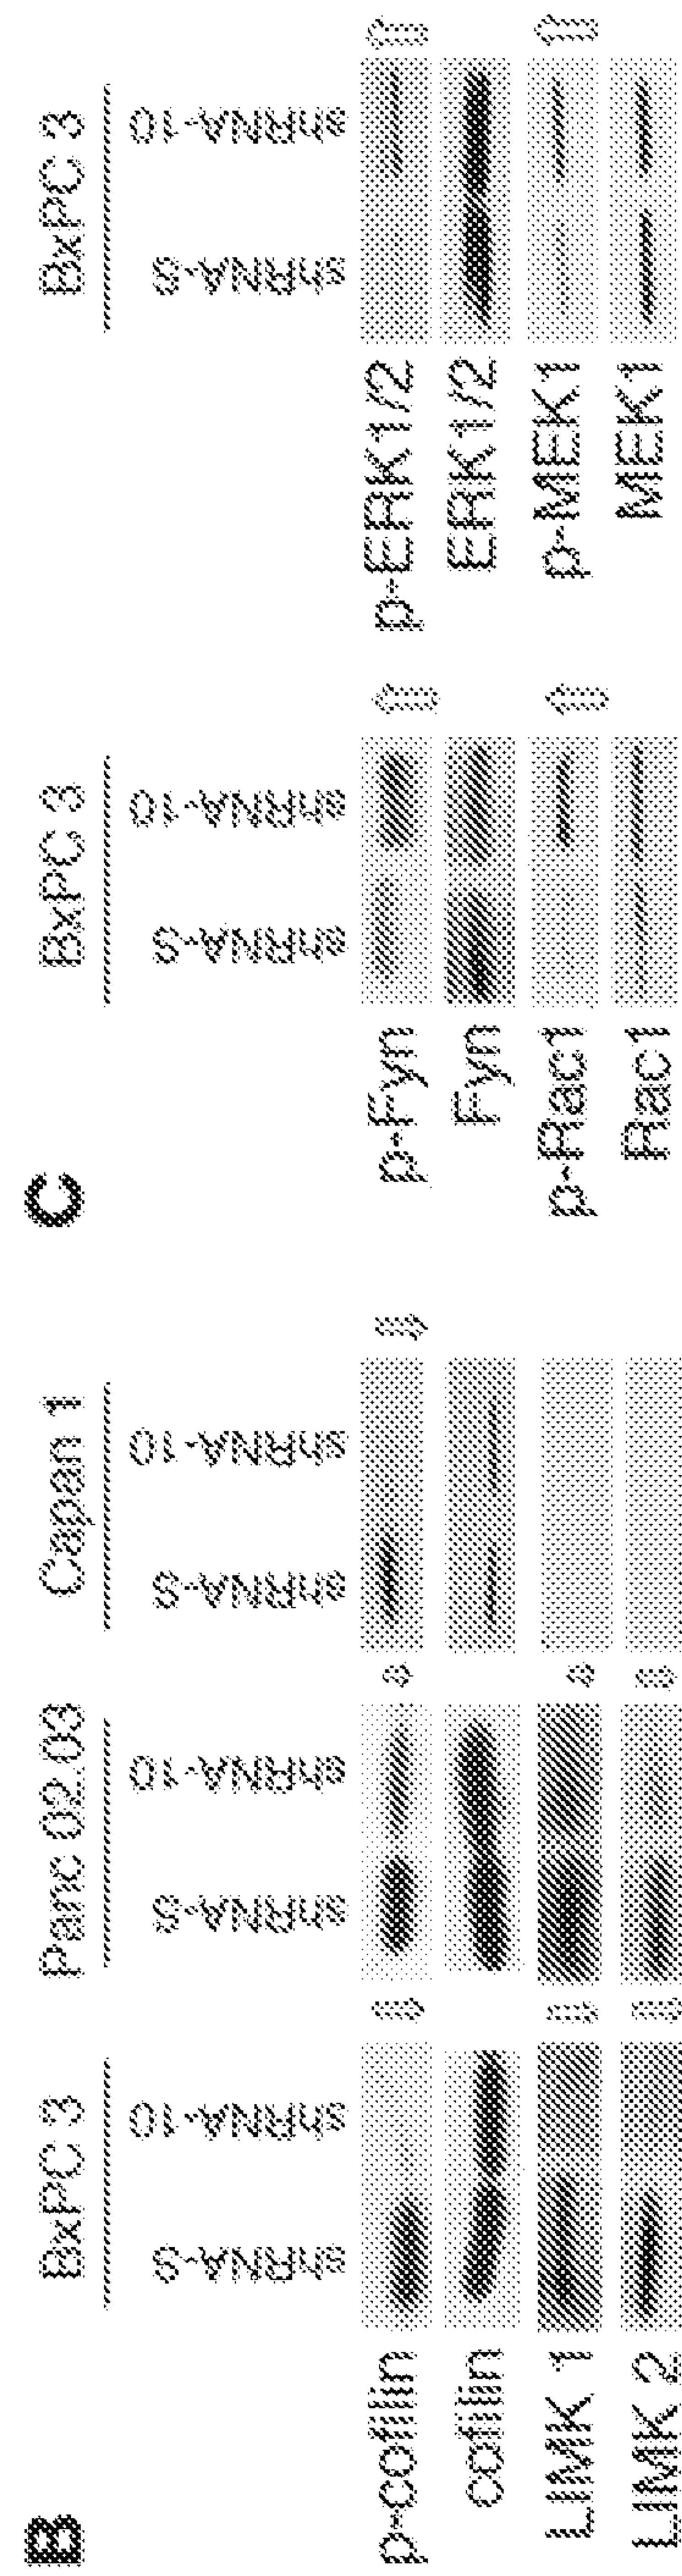 B
BxPC 3
Panc 02.03
Capan 1
shRNA-S
shRNA-10
shRNA-S
shRNA-10
shRNA-S
shRNA-10
p-cofilin
cofilin
LIMK 1
LIMK 2
C
BxPC 3
shRNA-S
shRNA-10
p-Fyn
Fyn
p-Rac1
Rac1
BxPC 3
shRNA-S
shRNA-10
p-ERK1/2
ERK1/2
p-MEK1
MEK1